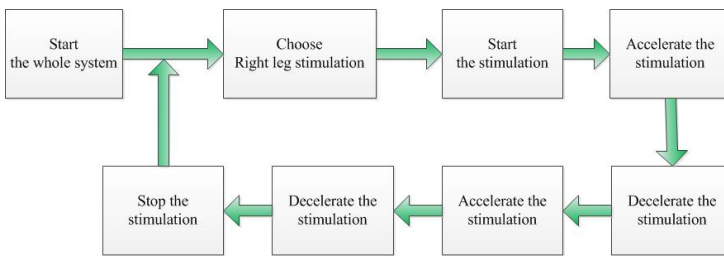 Start
the whole system
Choose
Right leg stimulation
Start
the stimulation
Accelerate the
stimulation
Decelerate the
stimulation
Accelerate the
stimulation
Decelerate the
stimulation
Stop the
stimulation